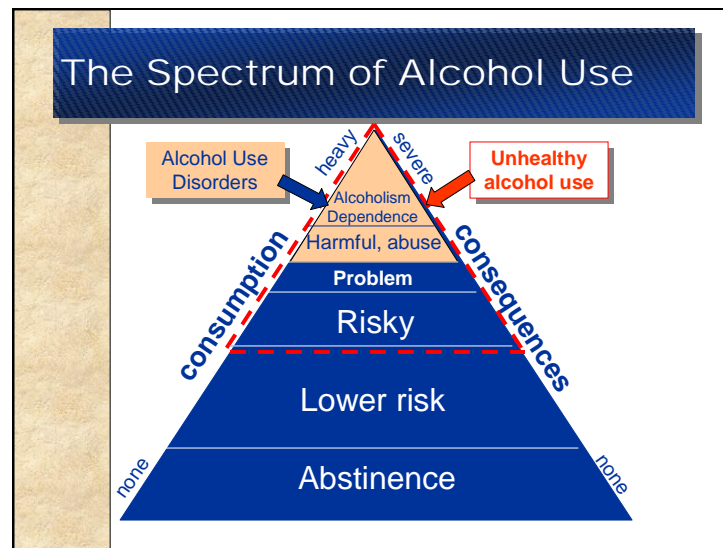 The Spectrum of Alcohol Use
heavy
severe
Alcohol Use
Disorders
Unhealthy
alcohol use
Alcoholism
Dependence
Harmful, abuse
consumption
consequences
Problem
Risky
Lower risk
none
none
Abstinence